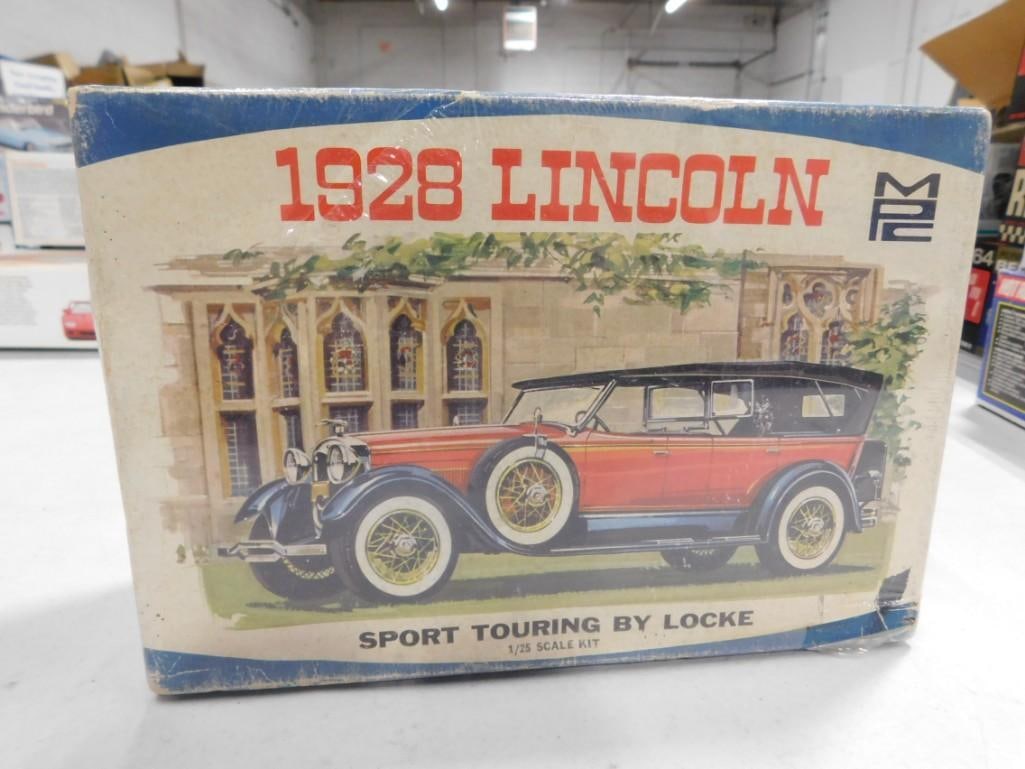 1928 LINCOLN
MPC
SPORT TOURING BY LOCKE
1/25 SCALE KIT